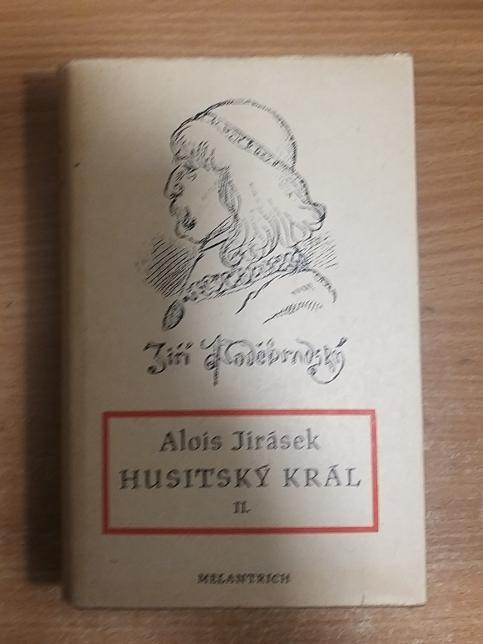 Jiří Poděbradský
Alois Jirásek
HUSITSKÝ KRÁL
II.
MELANTRICH